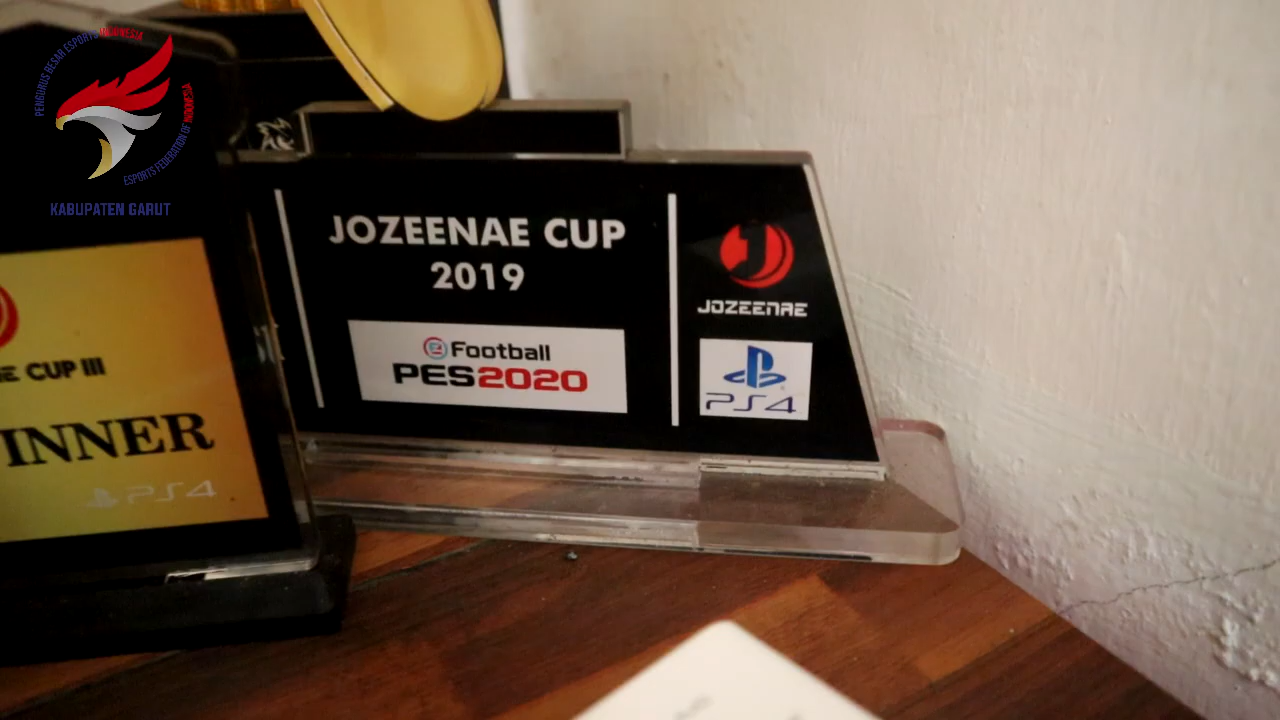 PENGURUS BESAR ESPORTS INDONESIA
ESPORTS FEDERATION OF INDONESIA
KABUPATEN GARUT
JOZEENAE CUP
2019
eFootball
PES2020
JOZEENAE
PS4
CUP III
INNER
PS4